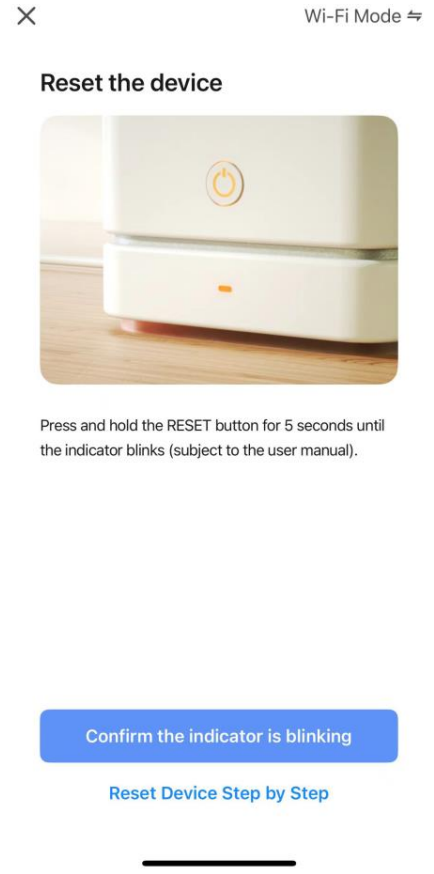 Wi-Fi Mode ⇋
Reset the device
Press and hold the RESET button for 5 seconds until
the indicator blinks (subject to the user manual).
Confirm the indicator is blinking
Reset Device Step by Step